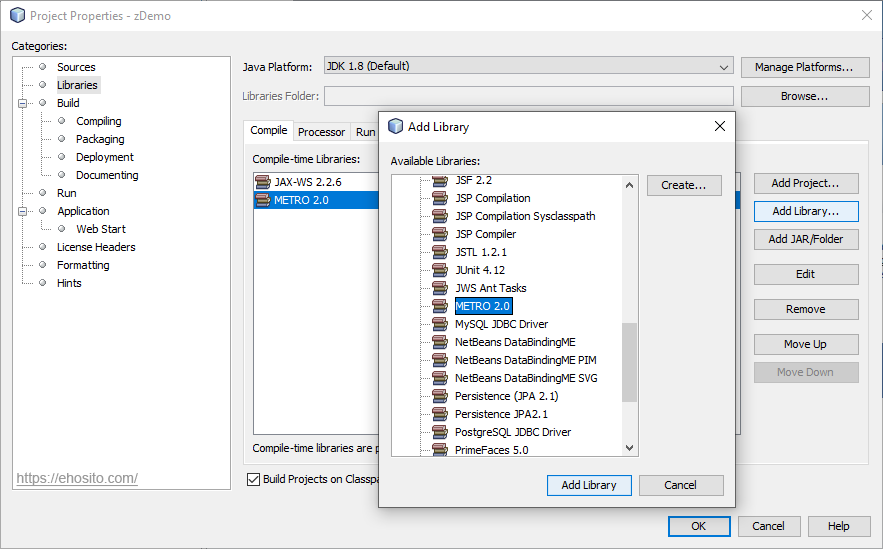 Project Properties - zDemo
Categories:
Sources
Libraries
Build
Compiling
Packaging
Deployment
Documenting
Run
Application
Web Start
License Headers
Formatting
Hints
https://ehosito.com/
Java Platform:
JDK 1.8 (Default)
Manage Platforms...
Libraries Folder:
Browse...
Compile
Processor
Run
Compile-time Libraries:
JAX-WS 2.2.6
METRO 2.0
Compile-time libraries are p
Build Projects on Classpa
Add Project...
Add Library...
Add JAR/Folder
Edit
Remove
Move Up
Move Down
Add Library
Available Libraries:
JSF 2.2
JSP Compilation
JSP Compilation Sysclasspath
JSP Compiler
JSTL 1.2.1
JUnit 4.12
JWS Ant Tasks
METRO 2.0
MySQL JDBC Driver
NetBeans DataBindingME
NetBeans DataBindingME PIM
NetBeans DataBindingME SVG
Persistence (JPA 2.1)
Persistence JPA2.1
PostgreSQL JDBC Driver
PrimeFaces 5.0
Create...
Add Library
Cancel
OK
Cancel
Help